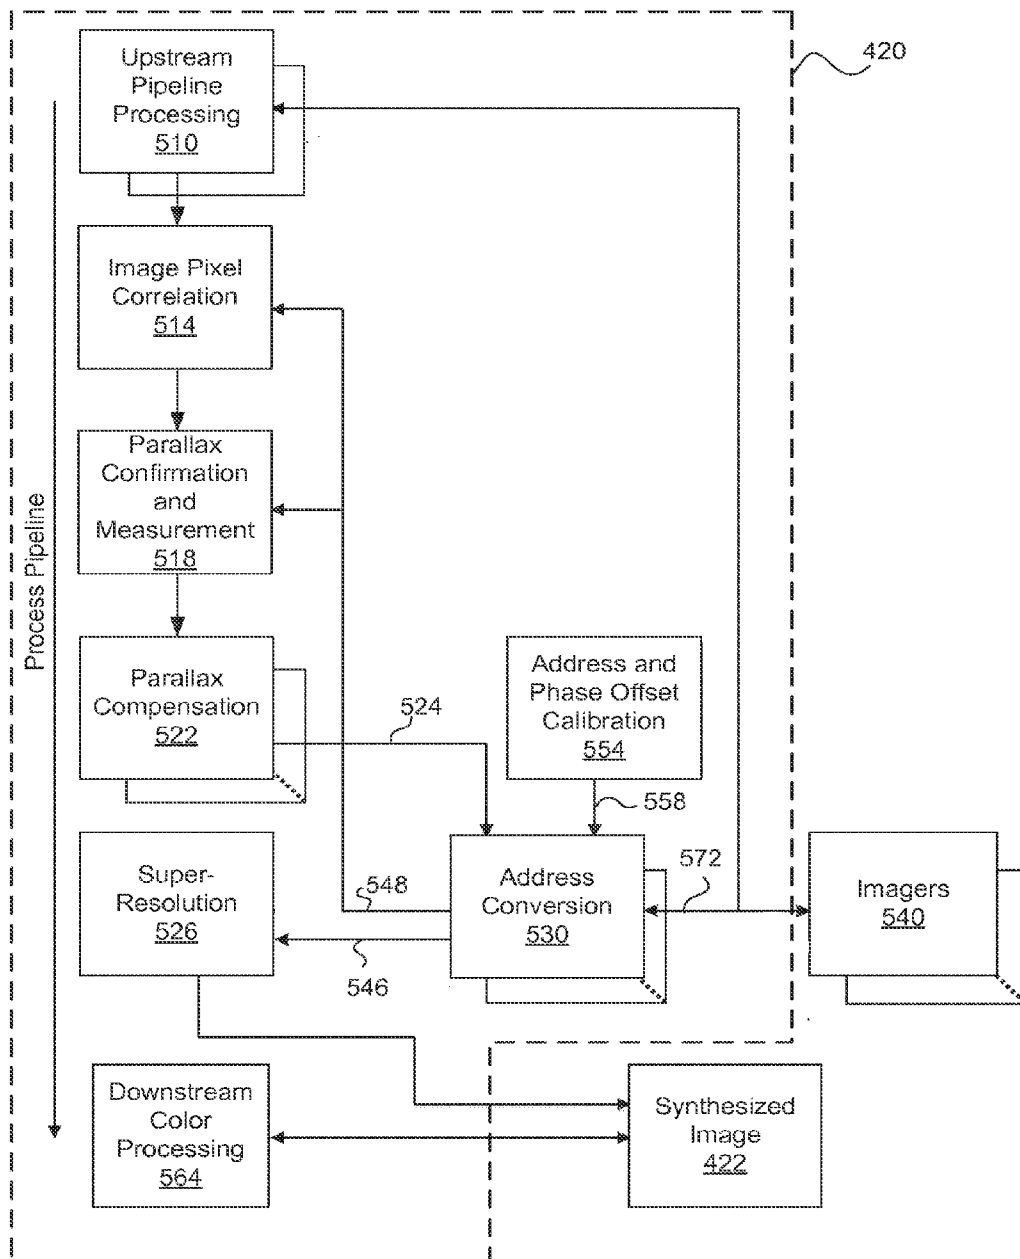 Upstream
Pipeline
Processing
510
420
Image Pixel
Correlation
514
Parallax
Confirmation
and
Measurement
518
Process Pipeline
Parallax
Compensation
522
524
Address and
Phase Offset
Calibration
554
558
Super-
Resolution
526
548
546
Address
Conversion
530
572
Imagers
540
Downstream
Color
Processing
564
Synthesized
Image
422